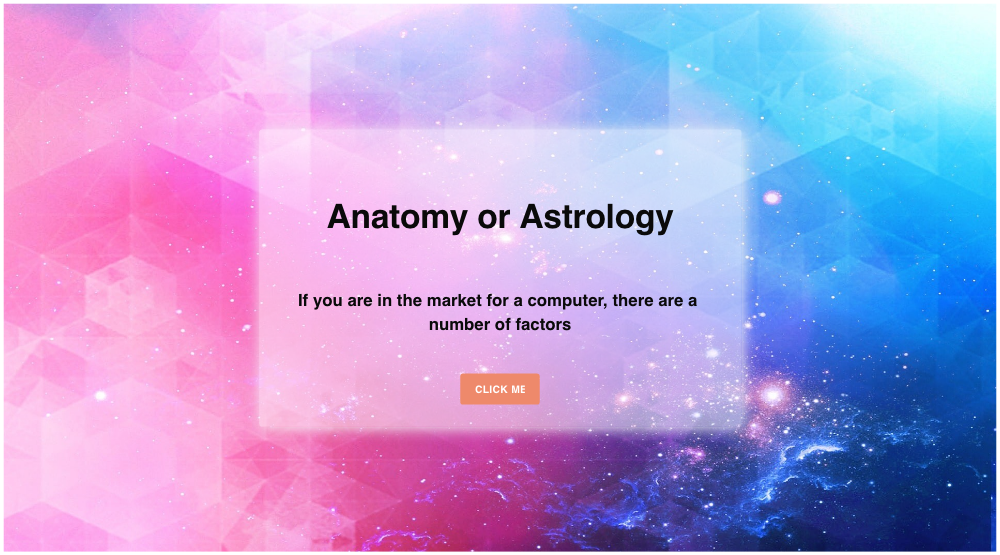 Anatomy or Astrology
If you are in the market for a computer, there are a
number of factors
CLICK ME